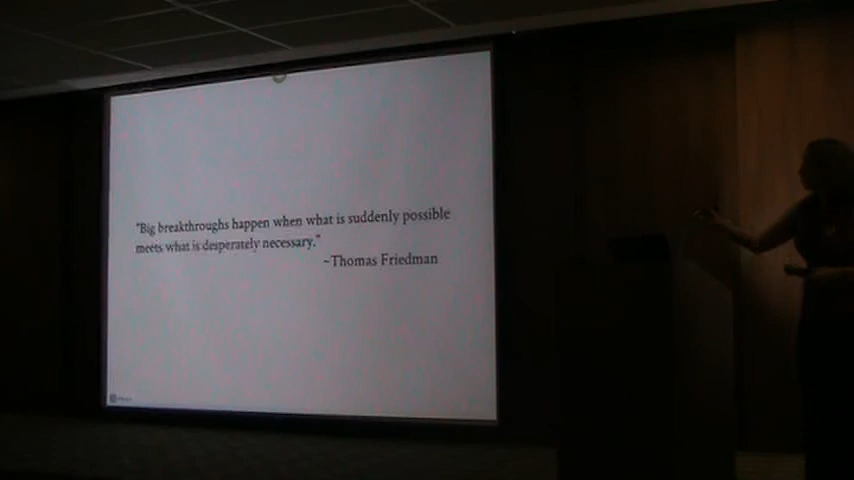 "Big breakthroughs happen when what is suddenly possible
meets what is desperately necessary."
~Thomas Friedman